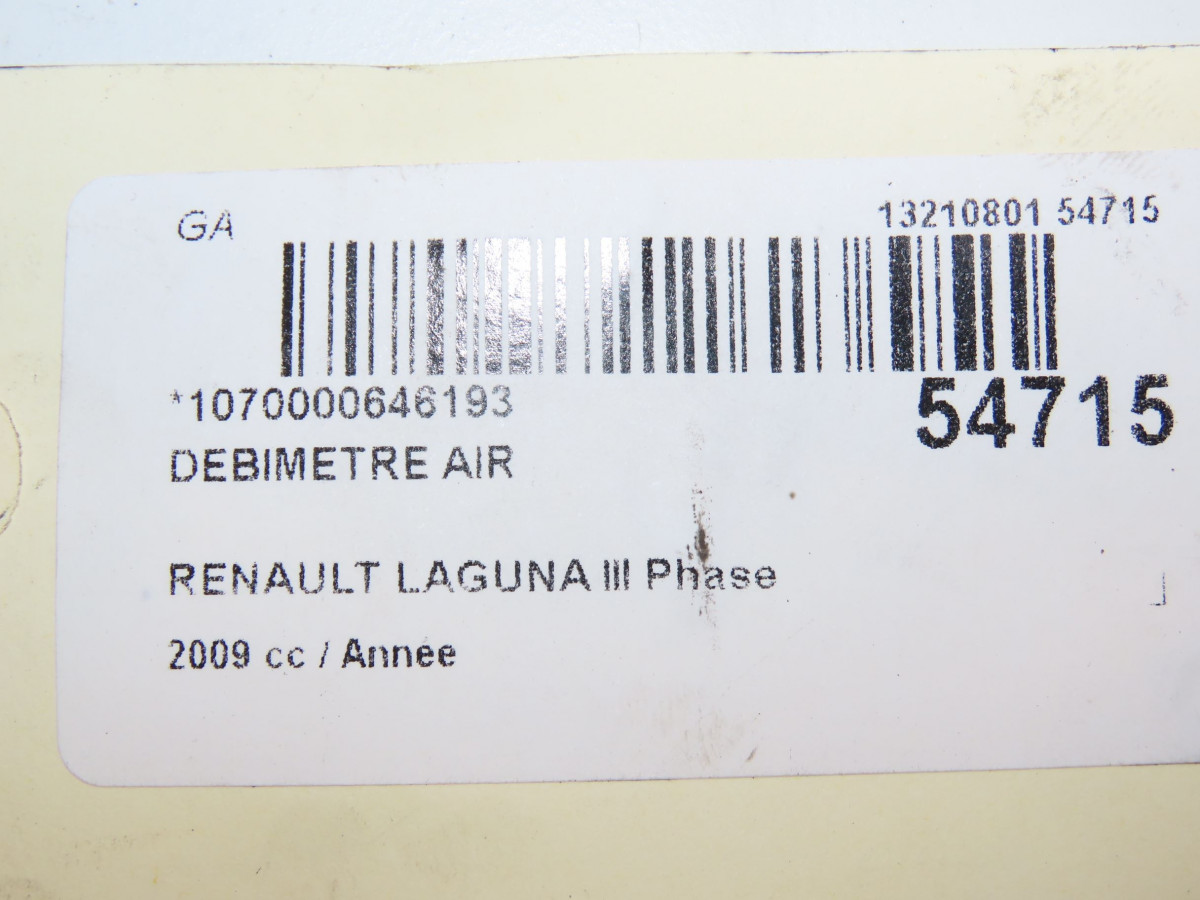 GA
13210801 54715
*1070000646193
54715
DEBIMETRE AIR
RENAULT LAGUNA III Phase
2009 cc / Annee